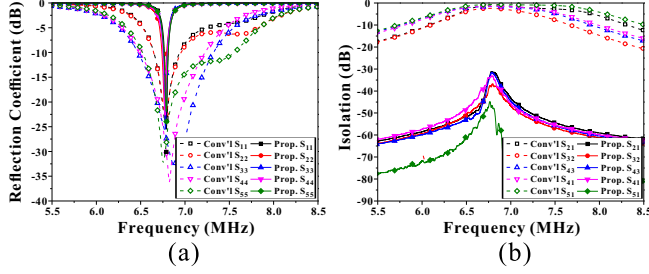 Reflection Coefficient (dB)
0
-5
-10
-15
-20
-25
-30
-35
-40
5.5 6.0 6.5 7.0 7.5 8.0 8.5
Frequency (MHz)
Conv'l S11 Prop. S11
Conv'l S22 Prop. S22
Conv'l S33 Prop. S33
Conv'l S44 Prop. S44
Conv'l S55 Prop. S55
(a)
Isolation (dB)
0
-10
-20
-30
-40
-50
-60
-70
-80
-90
5.5 6.0 6.5 7.0 7.5 8.0 8.5
Frequency (MHz)
Conv'l S21 Prop. S21
Conv'l S32 Prop. S32
Conv'l S43 Prop. S43
Conv'l S41 Prop. S41
Conv'l S51 Prop. S51
(b)